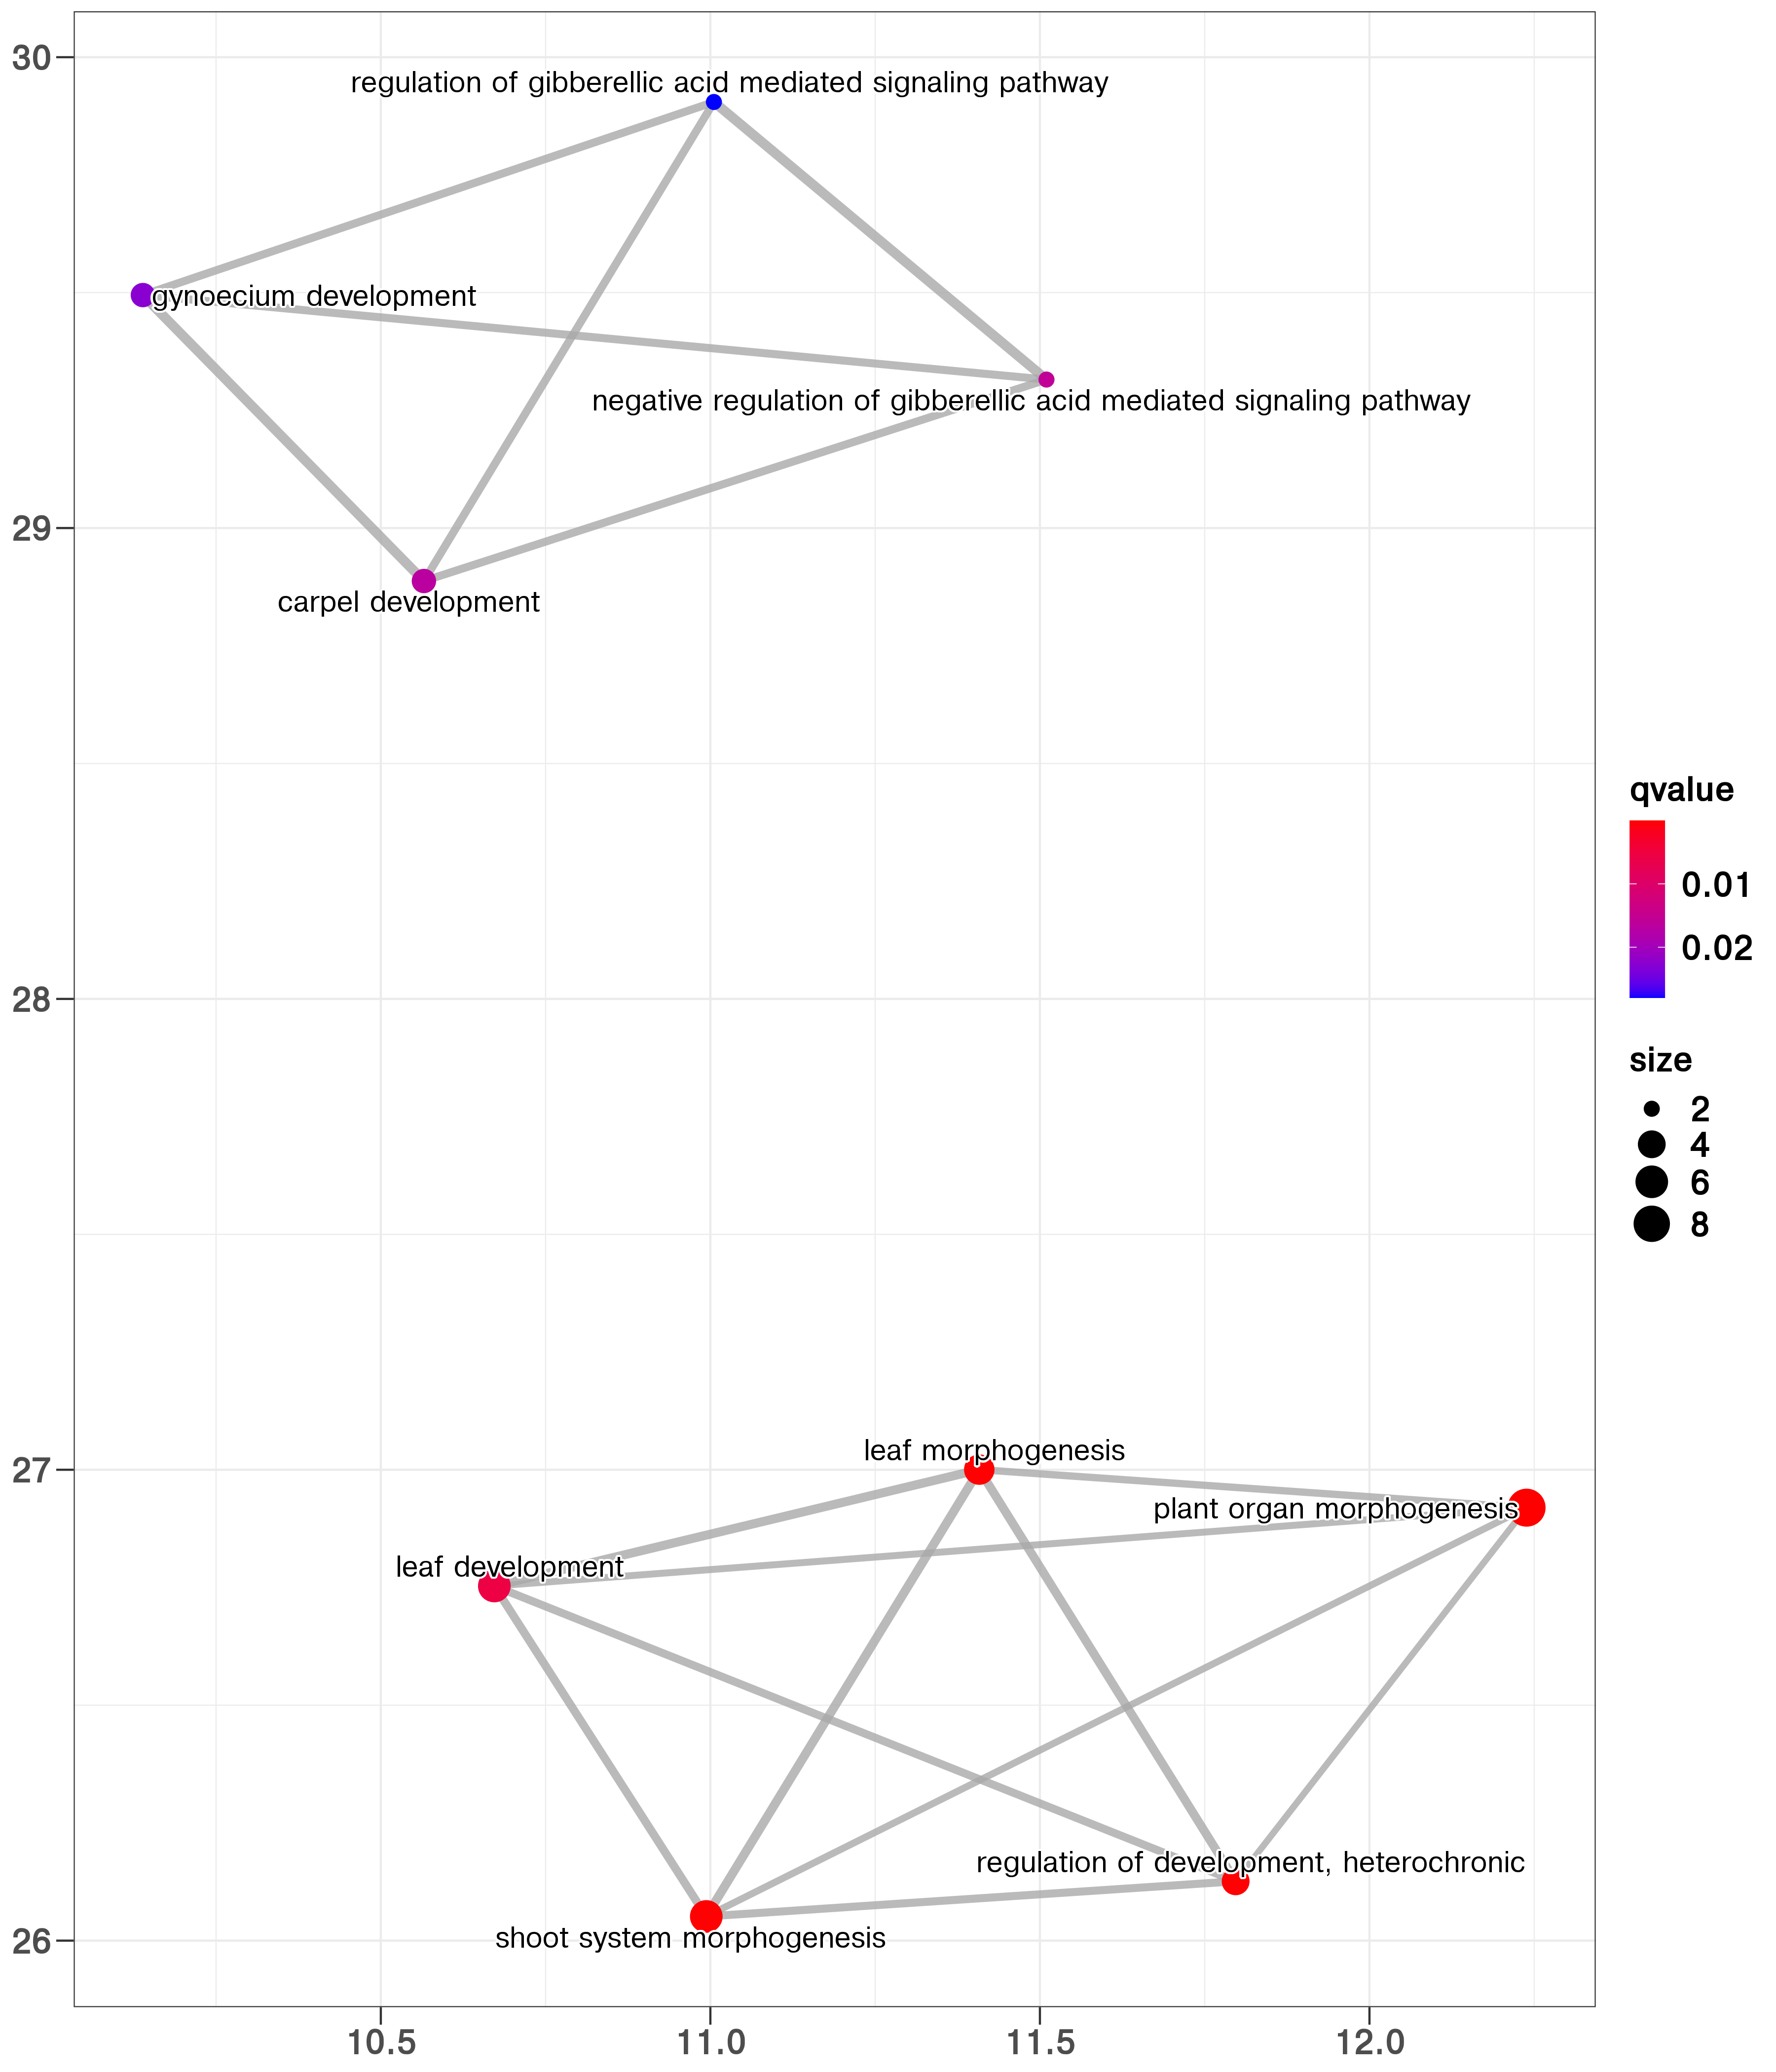 30
regulation of gibberellic acid mediated signaling pathway
gynoecium development
negative regulation of gibberellic acid mediated signaling pathway
29
carpel development
28
27
leaf morphogenesis
plant organ morphogenesis
leaf development
regulation of development, heterochronic
26
shoot system morphogenesis
10.5
11.0
11.5
12.0
qvalue
0.01
0.02
size
2
4
6
8